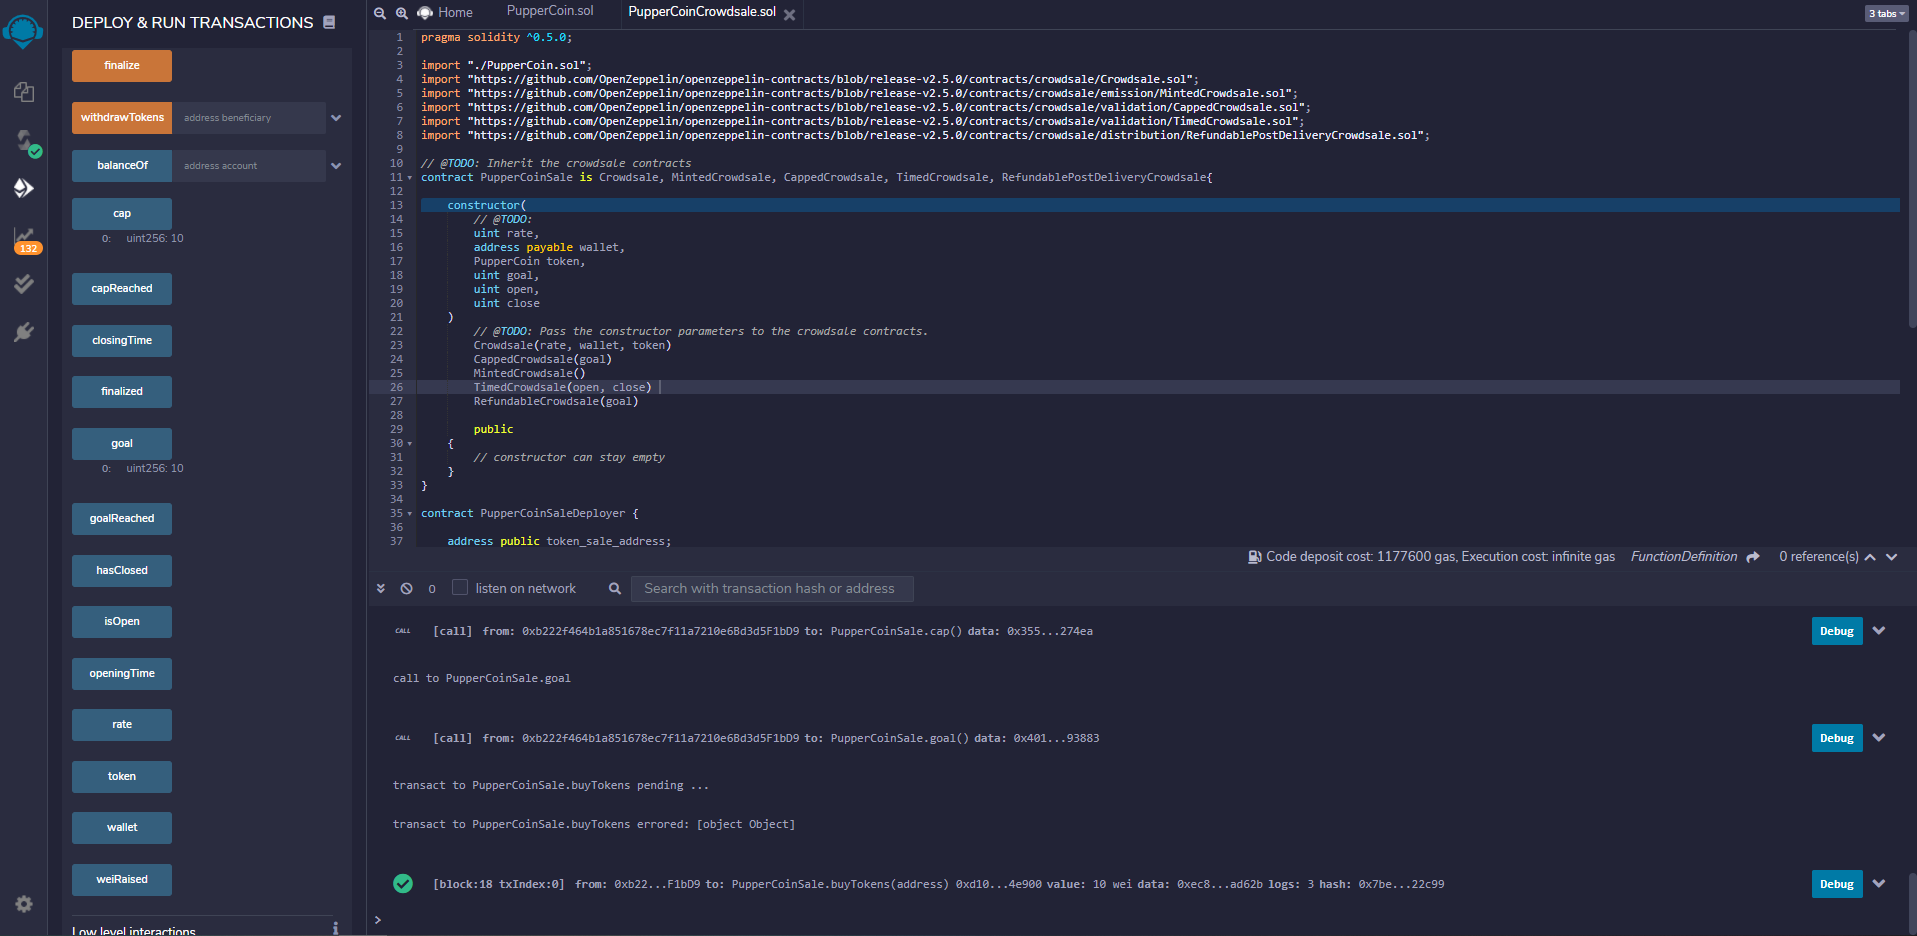 DEPLOY & RUN TRANSACTIONS
finalize
withdrawTokens address beneficiary
balanceOf address account
cap
0: uint256: 10
capReached
closingTime
finalized
goal
0: uint256: 10
goalReached
hasClosed
isOpen
openingTime
rate
token
wallet
weiRaised
Low level interactions
132
Home PupperCoin.sol PupperCoinCrowdsale.sol
3 tabs
1 pragma solidity ^0.5.0;
2
3 import "./PupperCoin.sol";
4 import "https://github.com/OpenZeppelin/openzeppelin-contracts/blob/release-v2.5.0/contracts/crowdsale/Crowdsale.sol";
5 import "https://github.com/OpenZeppelin/openzeppelin-contracts/blob/release-v2.5.0/contracts/crowdsale/emission/MintedCrowdsale.sol";
6 import "https://github.com/OpenZeppelin/openzeppelin-contracts/blob/release-v2.5.0/contracts/crowdsale/validation/CappedCrowdsale.sol";
7 import "https://github.com/OpenZeppelin/openzeppelin-contracts/blob/release-v2.5.0/contracts/crowdsale/validation/TimedCrowdsale.sol";
8 import "https://github.com/OpenZeppelin/openzeppelin-contracts/blob/release-v2.5.0/contracts/crowdsale/distribution/RefundablePostDeliveryCrowdsale.sol";
9
10 // @TODO: Inherit the crowdsale contracts
11 contract PupperCoinSale is Crowdsale, MintedCrowdsale, CappedCrowdsale, TimedCrowdsale, RefundablePostDeliveryCrowdsale{
12
13 constructor(
14 // @TODO:
15 uint rate,
16 address payable wallet,
17 PupperCoin token,
18 uint goal,
19 uint open,
20 uint close
21 )
22 // @TODO: Pass the constructor parameters to the crowdsale contracts.
23 Crowdsale(rate, wallet, token)
24 CappedCrowdsale(goal)
25 MintedCrowdsale()
26 TimedCrowdsale(open, close)
27 RefundableCrowdsale(goal)
28
29 public
30 {
31 // constructor can stay empty
32 }
33 }
34
35 contract PupperCoinSaleDeployer {
36
37 address public token_sale_address;
Code deposit cost: 1177600 gas, Execution cost: infinite gas FunctionDefinition 0 reference(s)
0 listen on network Search with transaction hash or address
CALL [call] from: 0xb222f464b1a851678ec7f11a7210e6Bd3d5F1bD9 to: PupperCoinSale.cap() data: 0x355...274ea Debug
call to PupperCoinSale.goal
CALL [call] from: 0xb222f464b1a851678ec7f11a7210e6Bd3d5F1bD9 to: PupperCoinSale.goal() data: 0x401...93883 Debug
transact to PupperCoinSale.buyTokens pending ...
transact to PupperCoinSale.buyTokens errored: [object Object]
[block:18 txIndex:0] from: 0xb22...F1bD9 to: PupperCoinSale.buyTokens(address) 0xd10...4e900 value: 10 wei data: 0xec8...ad62b logs: 3 hash: 0x7be...22c99 Debug
>